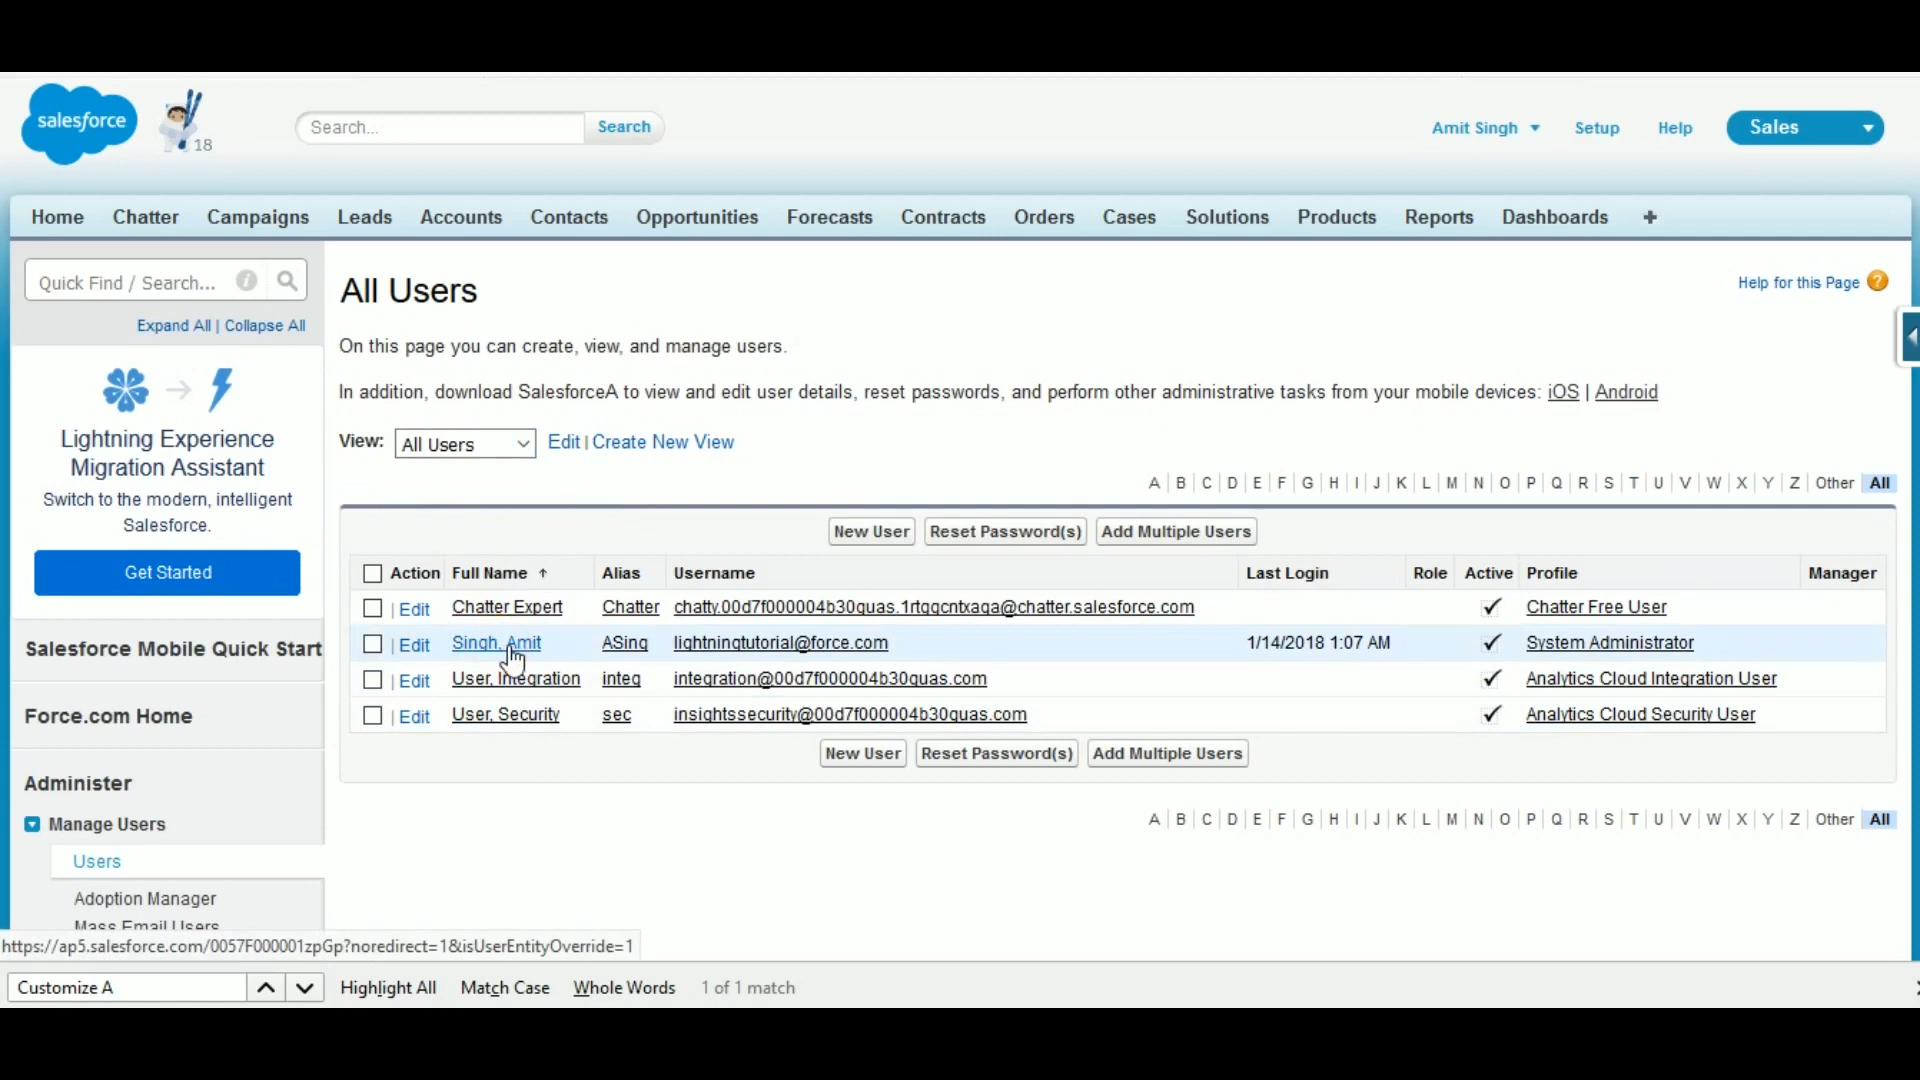 salesforce
18
Search...
Search
Amit Singh
Setup
Help
Sales
Home Chatter Campaigns Leads Accounts Contacts Opportunities Forecasts Contracts Orders Cases Solutions Products Reports Dashboards +
Quick Find / Search...
Expand All | Collapse All
Lightning Experience
Migration Assistant
Switch to the modern, intelligent
Salesforce.
Get Started
Salesforce Mobile Quick Start
Force.com Home
Administer
Manage Users
Users
Adoption Manager
Mass Email Users
All Users
Help for this Page ?
On this page you can create, view, and manage users.
In addition, download SalesforceA to view and edit user details, reset passwords, and perform other administrative tasks from your mobile devices: iOS | Android
View: All Users Edit | Create New View
A | B | C | D | E | F | G | H | I | J | K | L | M | N | O | P | Q | R | S | T | U | V | W | X | Y | Z | Other All
New User Reset Password(s) Add Multiple Users
Action Full Name ↑ Alias Username Last Login Role Active Profile Manager
| Edit Chatter Expert Chatter chatty.00d7f000004b30quas.1rtqqcntxaqa@chatter.salesforce.com Chatter Free User
| Edit Singh, Amit ASing lightningtutorial@force.com 1/14/2018 1:07 AM System Administrator
| Edit User, Integration integ integration@00d7f000004b30quas.com Analytics Cloud Integration User
| Edit User, Security sec insightssecurity@00d7f000004b30quas.com Analytics Cloud Security User
New User Reset Password(s) Add Multiple Users
A | B | C | D | E | F | G | H | I | J | K | L | M | N | O | P | Q | R | S | T | U | V | W | X | Y | Z | Other All
https://ap5.salesforce.com/0057F000001zpGp?noredirect=1&isUserEntityOverride=1
Customize A Highlight All Match Case Whole Words 1 of 1 match